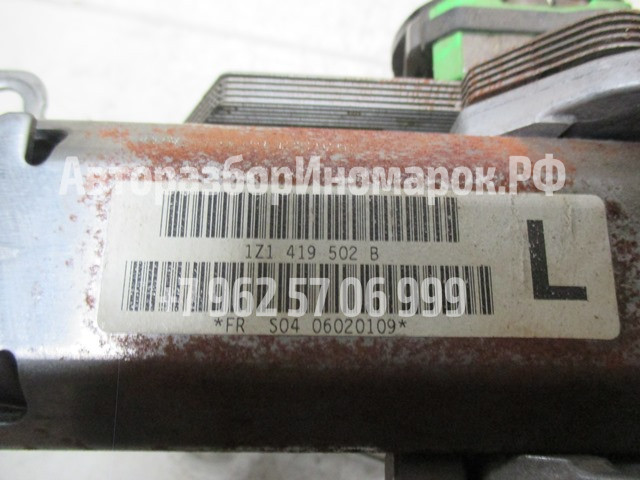 АвторазборИномарок.РФ
1Z1 419 502 B
L
+7 962 57 06 999
*FR S04 06020109*